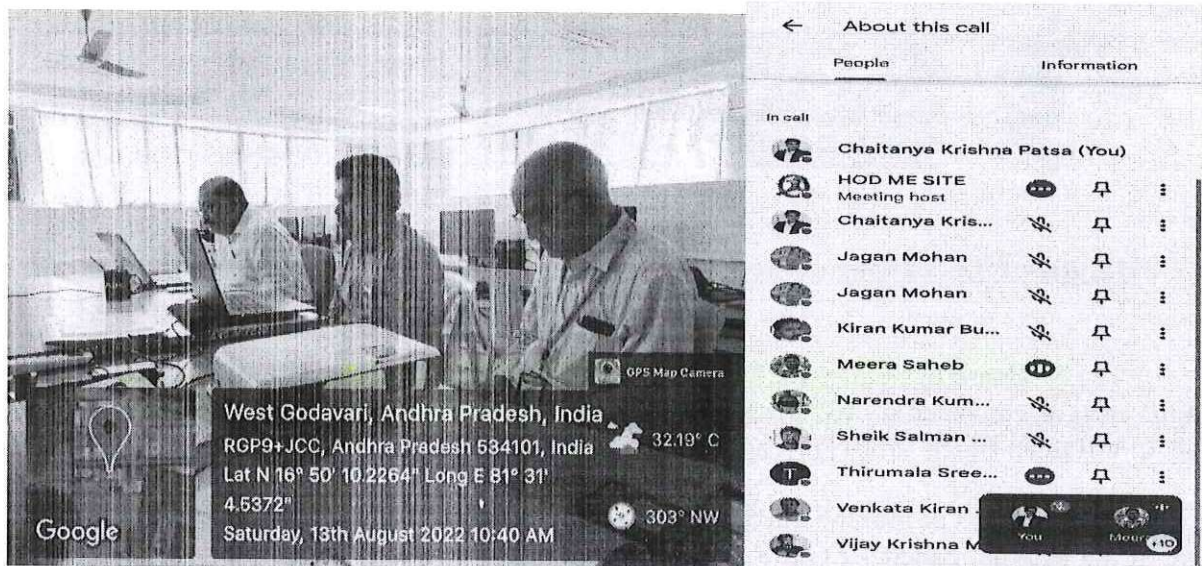 GPS Map Camera
West Godavari, Andhra Pradesh, India
RGP9+JCC, Andhra Pradesh 534101, India
Lat N 16° 50' 10.2264" Long E 81° 31'
4.5372"
Saturday, 13th August 2022 10:40 AM
32.19° C
303° NW
Google
About this call
People
Information
In call
Chaitanya Krishna Patsa (You)
HOD ME SITE
Meeting host
Chaitanya Kris...
Jagan Mohan
Jagan Mohan
Kiran Kumar Bu...
Meera Saheb
Narendra Kum...
Sheik Salman ...
T
Thirumala Sree...
Venkata Kiran
Vijay Krishna M
You
+10